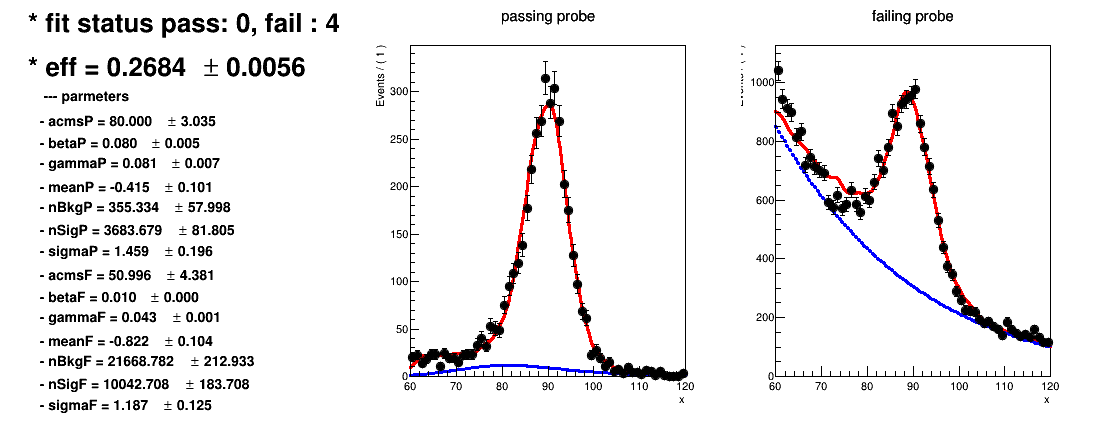 * fit status pass: 0, fail : 4
* eff = 0.2684 ± 0.0056
--- parmeters
- acmsP = 80.000 ± 3.035
- betaP = 0.080 ± 0.005
- gammaP = 0.081 ± 0.007
- meanP = -0.415 ± 0.101
- nBkgP = 355.334 ± 57.998
- nSigP = 3683.679 ± 81.805
- sigmaP = 1.459 ± 0.196
- acmsF = 50.996 ± 4.381
- betaF = 0.010 ± 0.000
- gammaF = 0.043 ± 0.001
- meanF = -0.822 ± 0.104
- nBkgF = 21668.782 ± 212.933
- nSigF = 10042.708 ± 183.708
- sigmaF = 1.187 ± 0.125
passing probe
Events / ( 1 )
300
250
200
150
100
50
0
60 70 80 90 100 110 120
x
failing probe
1000
800
600
400
200
0
60 70 80 90 100 110 120
x